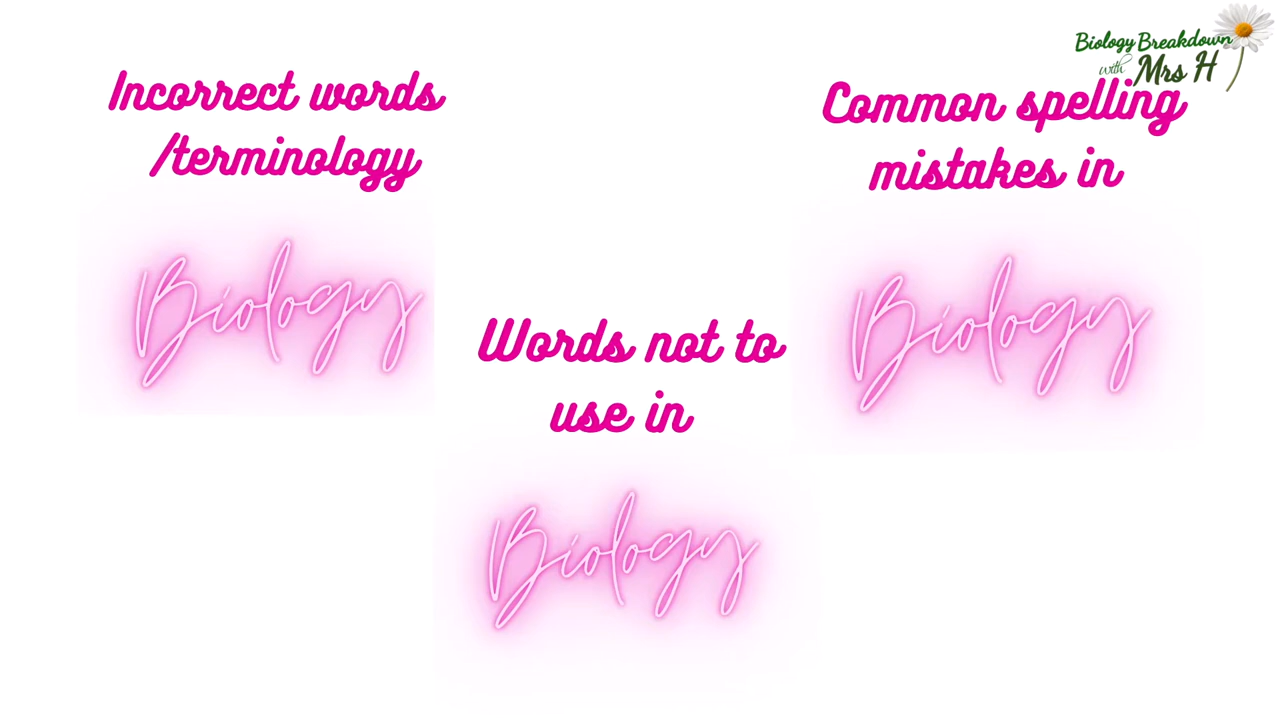 Biology Breakdown
with Mrs H
Incorrect words
/terminology
Biology
Common spelling
mistakes in
Biology
Words not to
use in
Biology